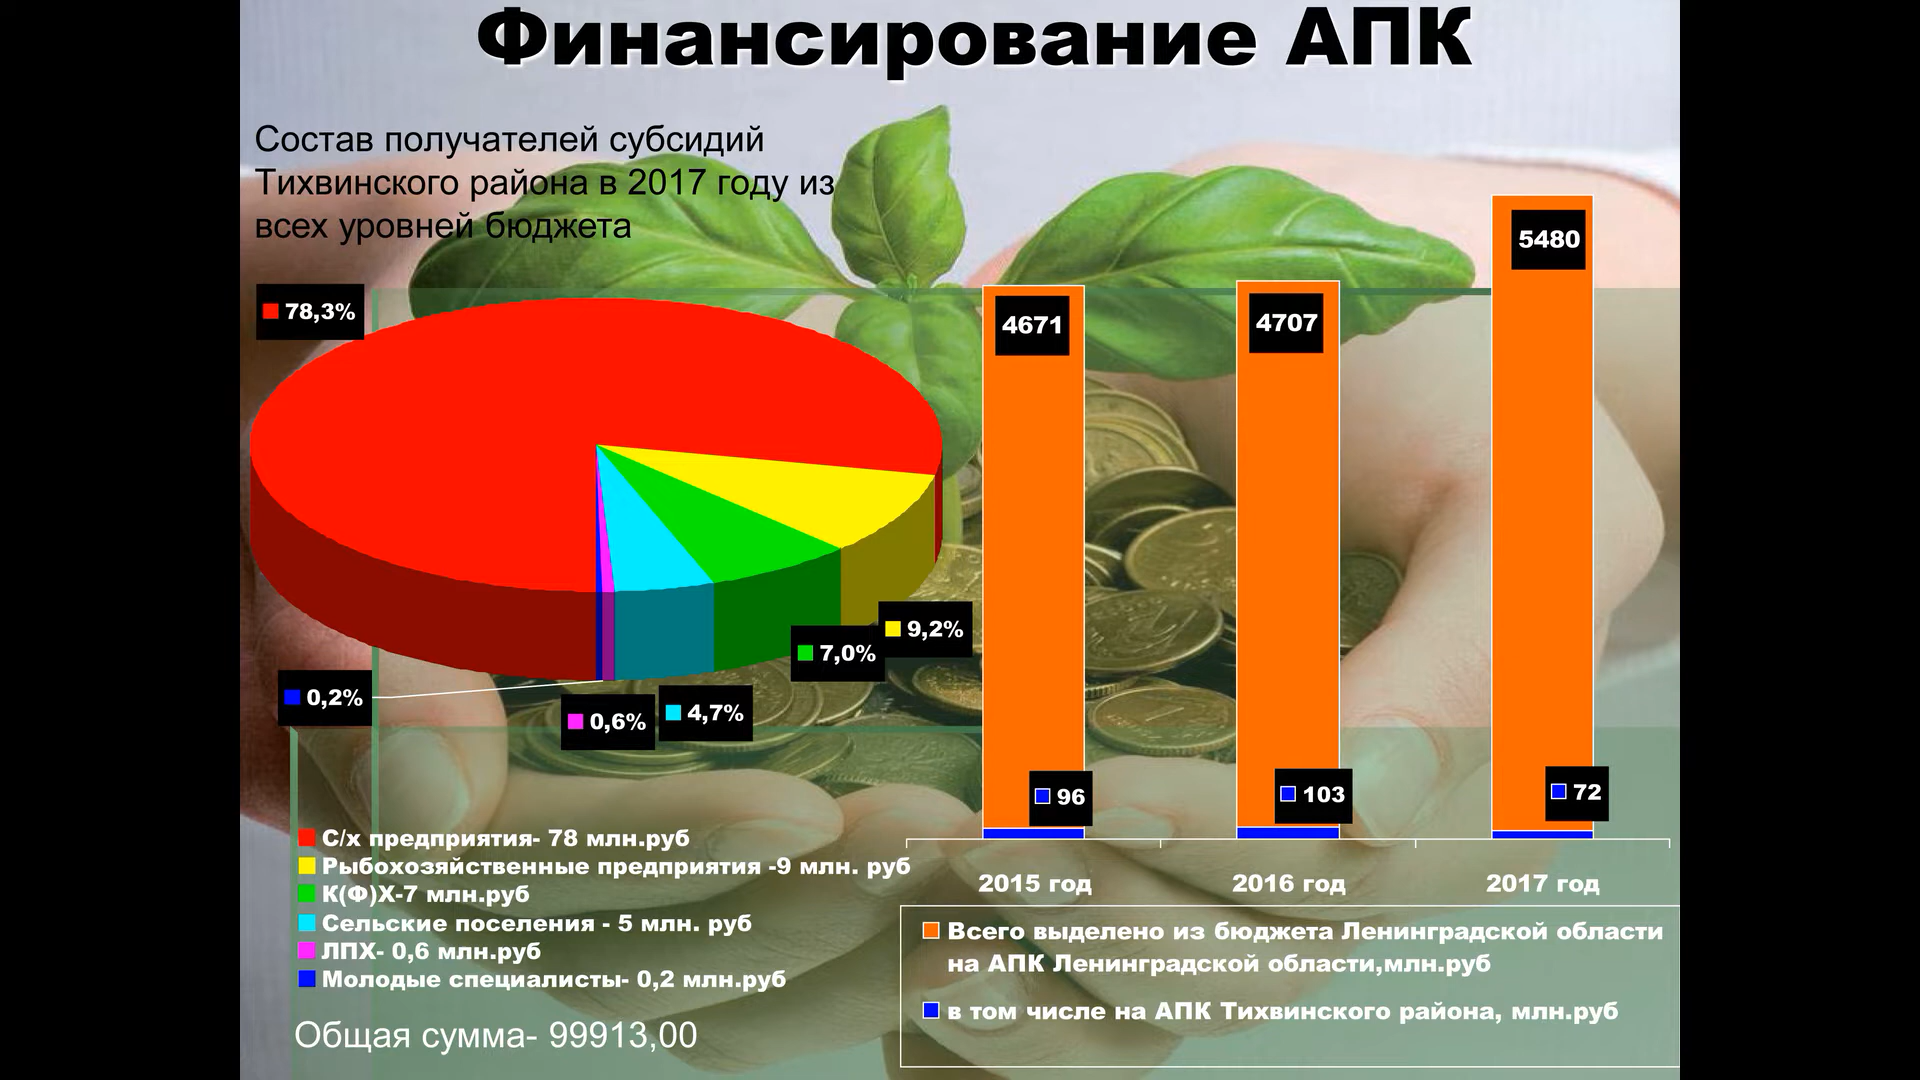 Финансирование АПК
Состав получателей субсидий
Тихвинского района в 2017 году из
всех уровней бюджета
78,3%
9,2%
7,0%
4,7%
0,6%
0,2%
С/х предприятия- 78 млн.руб
Рыбохозяйственные предприятия -9 млн. руб
К(Ф)Х-7 млн.руб
Сельские поселения - 5 млн. руб
ЛПХ- 0,6 млн.руб
Молодые специалисты- 0,2 млн.руб
Общая сумма- 99913,00
4671
4707
5480
96
103
72
2015 год
2016 год
2017 год
Всего выделено из бюджета Ленинградской области
на АПК Ленинградской области,млн.руб
в том числе на АПК Тихвинского района, млн.руб